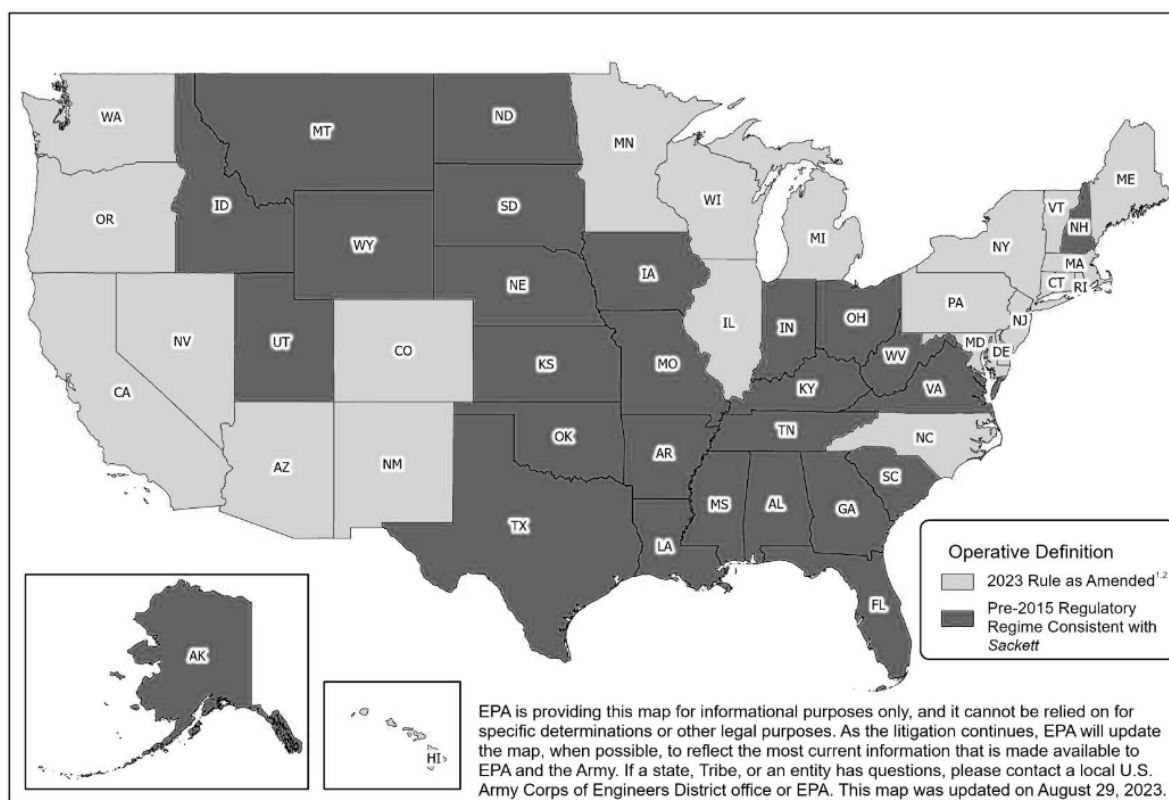 WA
MT
ND
MN
ME
OR
ID
SD
WI
VT
NH
WY
MI
NY
MA
CT
RI
NE
IA
PA
NJ
NV
UT
CO
IL
IN
OH
MD
DE
CA
KS
MO
WV
VA
KY
AZ
NM
OK
AR
TN
NC
SC
TX
MS
AL
GA
LA
FL
AK
HI
Operative Definition
2023 Rule as Amended1,2
Pre-2015 Regulatory
Regime Consistent with
Sackett
EPA is providing this map for informational purposes only, and it cannot be relied on for
specific determinations or other legal purposes. As the litigation continues, EPA will update
the map, when possible, to reflect the most current information that is made available to
EPA and the Army. If a state, Tribe, or an entity has questions, please contact a local U.S.
Army Corps of Engineers District office or EPA. This map was updated on August 29, 2023.